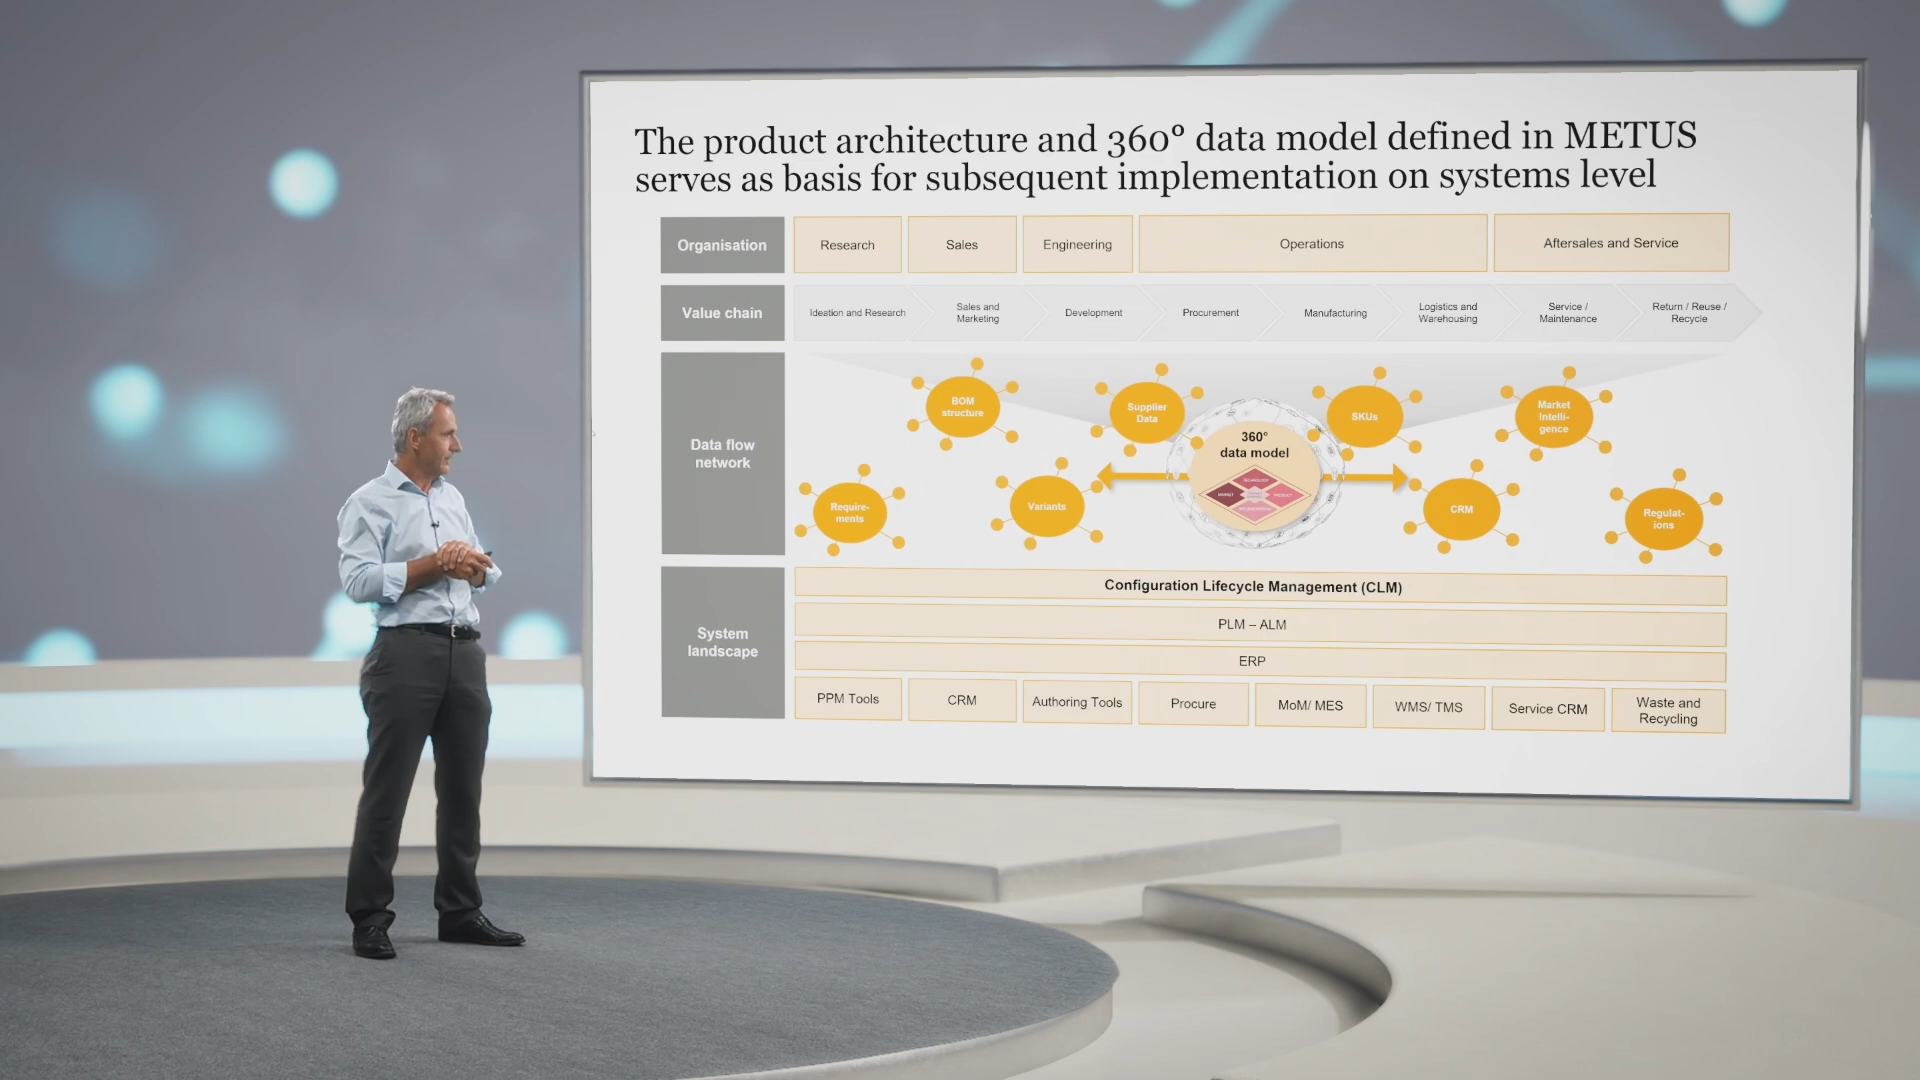 The product architecture and 360° data model defined in METUS
serves as basis for subsequent implementation on systems level
Organisation
Research
Sales
Engineering
Operations
Aftersales and Service
Value chain
Ideation and Research
Sales and
Marketing
Development
Procurement
Manufacturing
Logistics and
Warehousing
Service /
Maintenance
Return / Reuse /
Recycle
Data flow
network
BOM
structure
Supplier
Data
SKUs
Market
Intelli-
gence
360°
data model
TECHNOLOGY
MARKET
PRODUCT
Require-
ments
Variants
CRM
Regulat-
ions
System
landscape
Configuration Lifecycle Management (CLM)
PLM – ALM
ERP
PPM Tools
CRM
Authoring Tools
Procure
MoM/ MES
WMS/ TMS
Service CRM
Waste and
Recycling